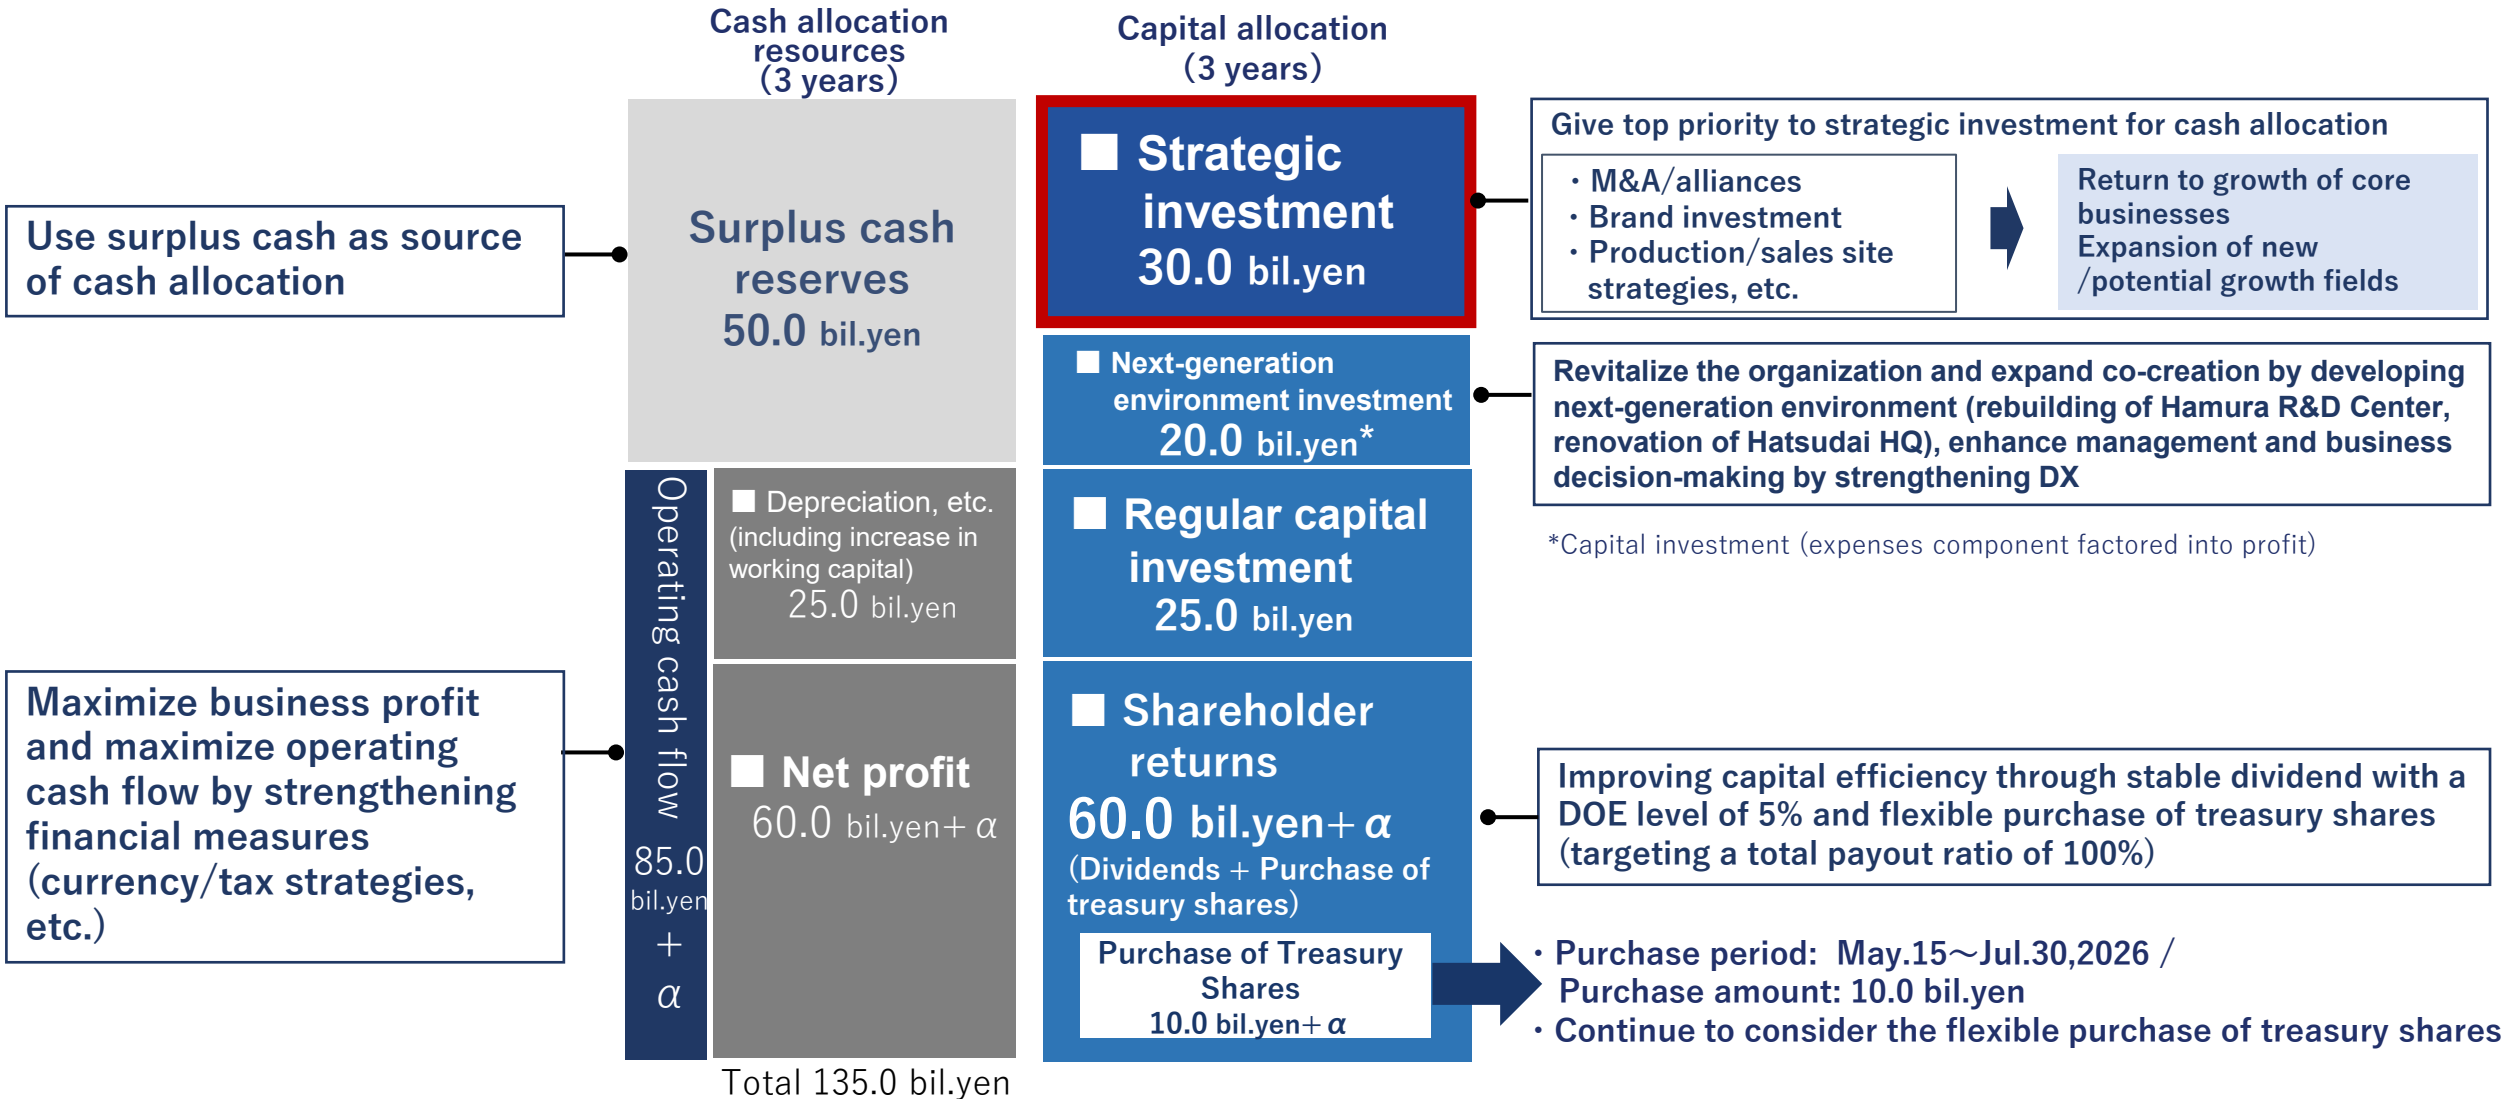 Cash allocation
resources
(3 years)
Capital allocation
(3 years)
Use surplus cash as source
of cash allocation
Surplus cash
reserves
50.0 bil.yen
■ Strategic
investment
30.0 bil.yen
Give top priority to strategic investment for cash allocation
・M&A/alliances
・Brand investment
・Production/sales site
strategies, etc.
Return to growth of core
businesses
Expansion of new
/potential growth fields
■ Next-generation
environment investment
20.0 bil.yen*
Revitalize the organization and expand co-creation by developing
next-generation environment (rebuilding of Hamura R&D Center,
renovation of Hatsudai HQ), enhance management and business
decision-making by strengthening DX
*Capital investment (expenses component factored into profit)
Maximize business profit
and maximize operating
cash flow by strengthening
financial measures
(currency/tax strategies,
etc.)
Operating cash flow
85.0
bil.yen
+
α
■ Depreciation, etc.
(including increase in
working capital)
25.0 bil.yen
■ Net profit
60.0 bil.yen+α
Total 135.0 bil.yen
■ Regular capital
investment
25.0 bil.yen
■ Shareholder
returns
60.0 bil.yen+α
(Dividends + Purchase of
treasury shares)
Purchase of Treasury
Shares
10.0 bil.yen+α
Improving capital efficiency through stable dividend with a
DOE level of 5% and flexible purchase of treasury shares
(targeting a total payout ratio of 100%)
・Purchase period: May.15～Jul.30,2026 /
Purchase amount: 10.0 bil.yen
・Continue to consider the flexible purchase of treasury shares